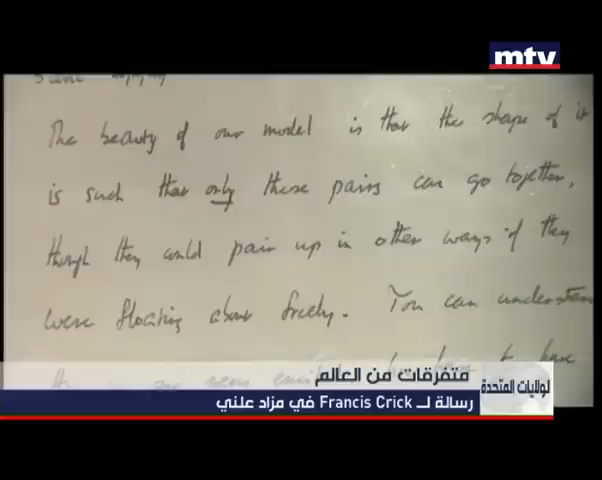 mtv
The beauty of our model is that the shape of it
is such that only these pairs can go together,
though they could pair up in other ways if they
were floating about freely. You can understand
متفرقات من العالم
لولايات المتحدة
رسالة لــ Francis Crick في مزاد علني